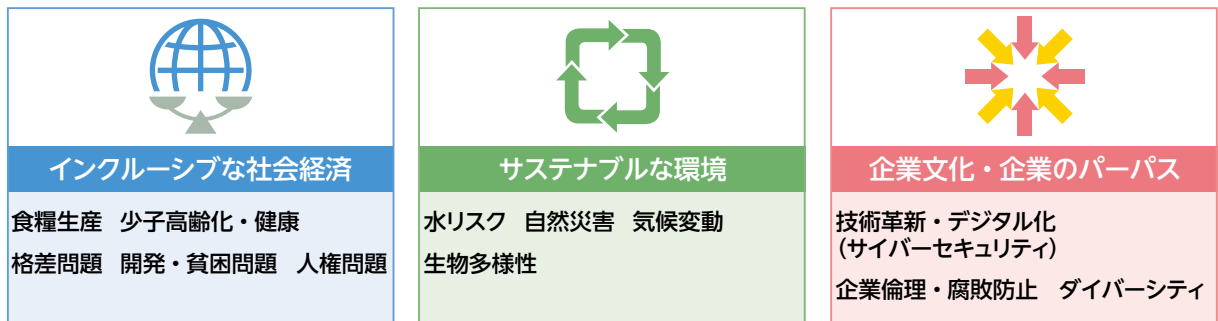 インクルーシブな社会経済
食糧生産 少子高齢化・健康
格差問題 開発・貧困問題 人権問題
サステナブルな環境
水リスク 自然災害 気候変動
生物多様性
企業文化・企業のパーパス
技術革新・デジタル化
(サイバーセキュリティ)
企業倫理・腐敗防止 ダイバーシティ